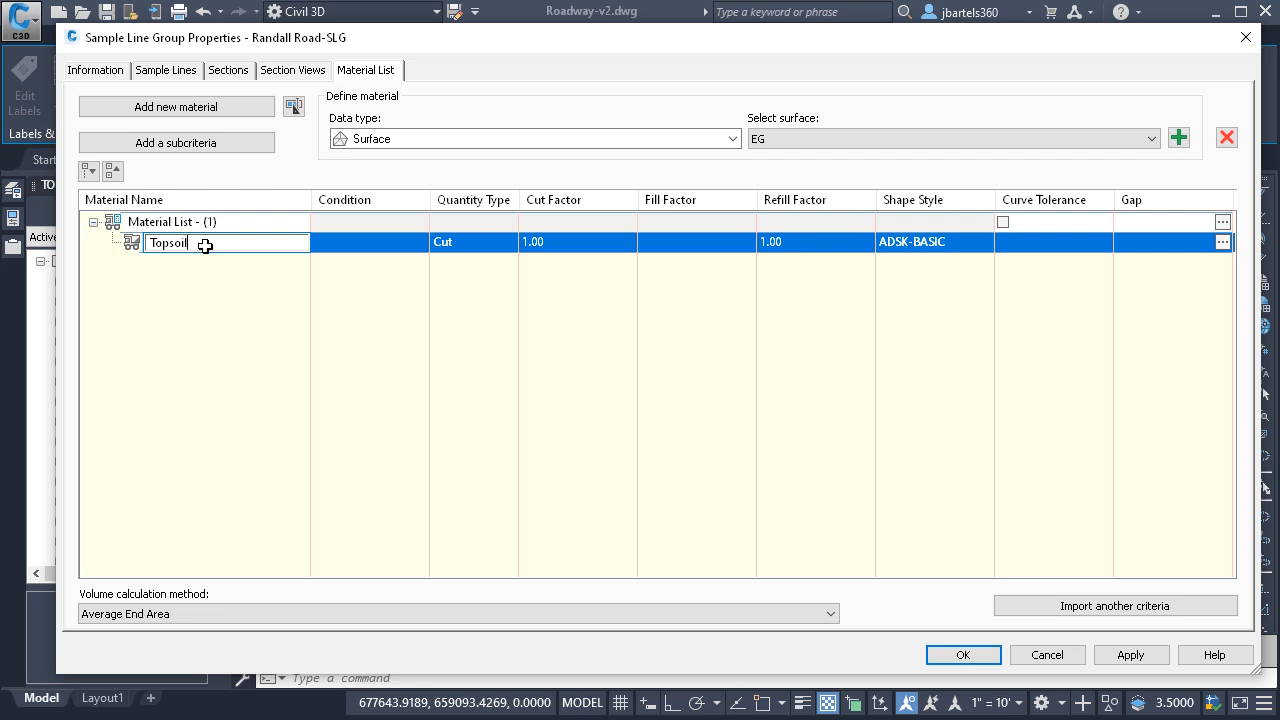 C3D
Civil 3D
Roadway-v2.dwg
Type a keyword or phrase
jbartels360
Sample Line Group Properties - Randall Road-SLG
Information
Sample Lines
Sections
Section Views
Material List
Edit
Labels
Labels &
Add new material
Add a subcriteria
Define material
Data type:
Surface
Select surface:
EG
Start
TO
Activ
Material Name Condition Quantity Type Cut Factor Fill Factor Refill Factor Shape Style Curve Tolerance Gap
Material List - (1)
Topsoil Cut 1.00 1.00 ADSK-BASIC
Volume calculation method:
Average End Area
Import another criteria
OK
Cancel
Apply
Help
Type a command
Model
Layout1
677643.9189, 659093.4269, 0.0000
MODEL
1" = 10'
3.5000